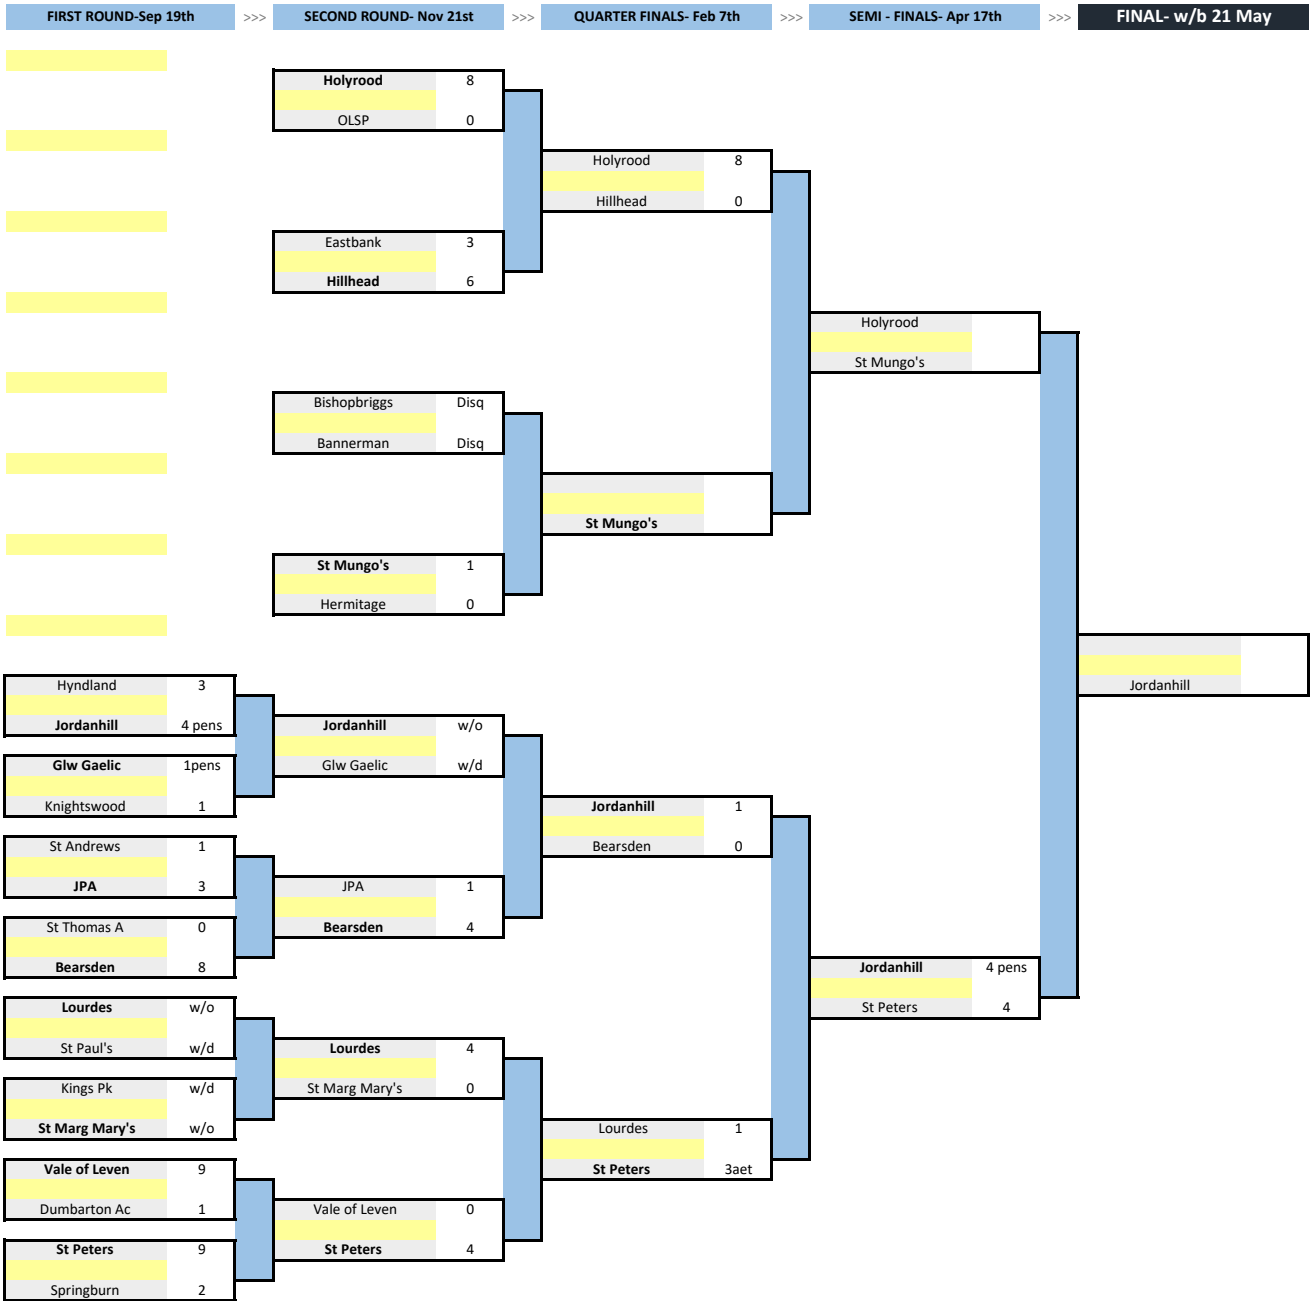 FIRST ROUND-Sep 19th >>> SECOND ROUND- Nov 21st >>> QUARTER FINALS- Feb 7th >>> SEMI - FINALS- Apr 17th >>> FINAL- w/b 21 May
Holyrood 8
OLSP 0
Holyrood 8
Hillhead 0
Eastbank 3
Hillhead 6
Holyrood
St Mungo's
Bishopbriggs Disq
Bannerman Disq
St Mungo's
St Mungo's 1
Hermitage 0
Jordanhill
Hyndland 3
Jordanhill 4 pens
Jordanhill w/o
Glw Gaelic w/d
Glw Gaelic 1pens
Knightswood 1
Jordanhill 1
Bearsden 0
St Andrews 1
JPA 3
JPA 1
Bearsden 4
St Thomas A 0
Bearsden 8
Jordanhill 4 pens
St Peters 4
Lourdes w/o
St Paul's w/d
Lourdes 4
St Marg Mary's 0
Kings Pk w/d
St Marg Mary's w/o
Lourdes 1
St Peters 3aet
Vale of Leven 9
Dumbarton Ac 1
Vale of Leven 0
St Peters 4
St Peters 9
Springburn 2